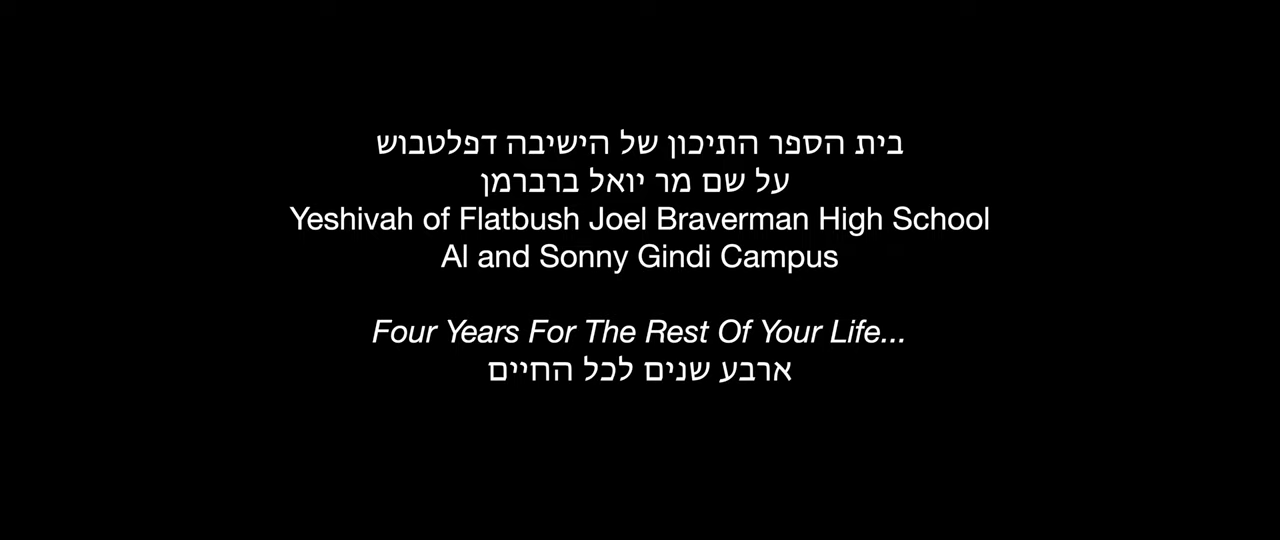 בית הספר התיכון של הישיבה דפלטבוש
על שם מר יואל ברברמן
Yeshivah of Flatbush Joel Braverman High School
Al and Sonny Gindi Campus
Four Years For The Rest Of Your Life...
ארבע שנים לכל החיים